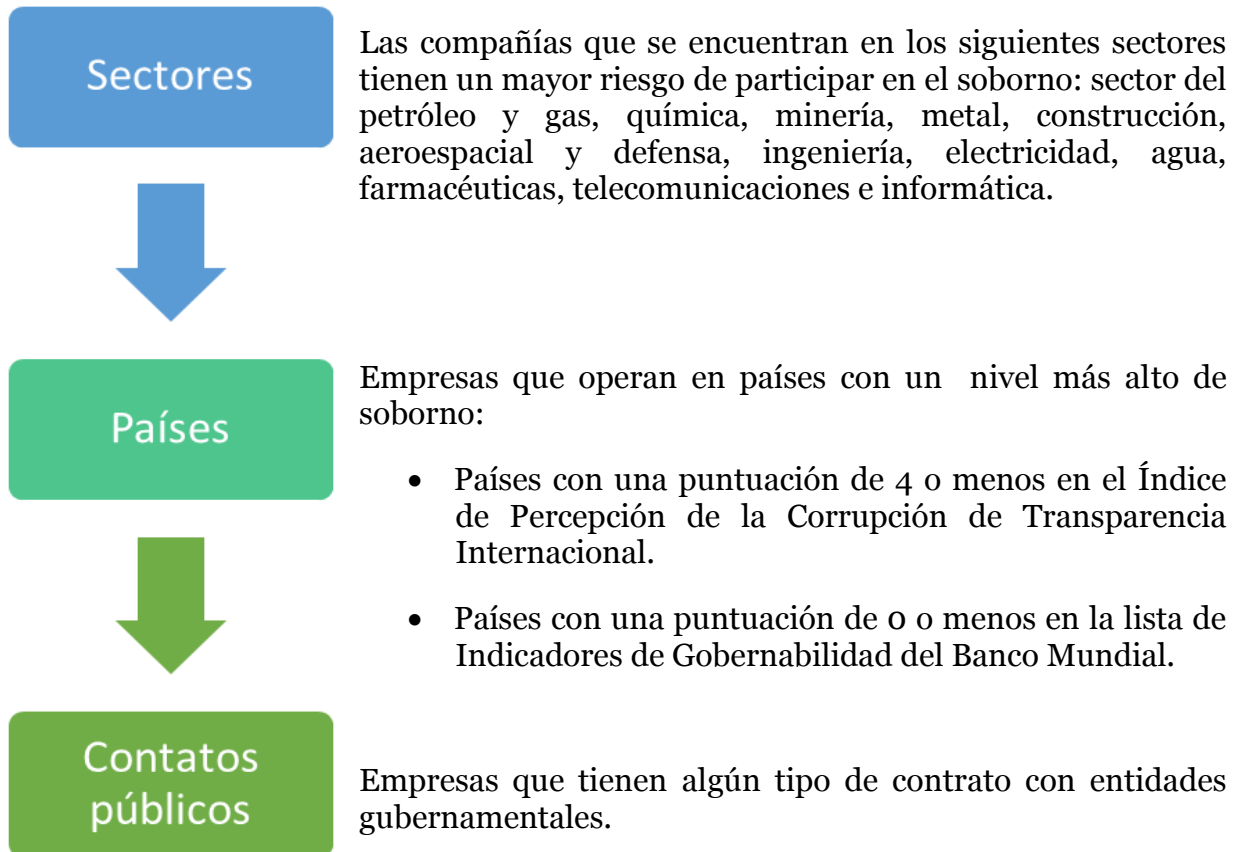 Sectores
Las compañías que se encuentran en los siguientes sectores
tienen un mayor riesgo de participar en el soborno: sector del
petróleo y gas, química, minería, metal, construcción,
aeroespacial y defensa, ingeniería, electricidad, agua,
farmacéuticas, telecomunicaciones e informática.
Países
Empresas que operan en países con un nivel más alto de
soborno:
• Países con una puntuación de 4 o menos en el Índice
de Percepción de la Corrupción de Transparencia
Internacional.
• Países con una puntuación de 0 o menos en la lista de
Indicadores de Gobernabilidad del Banco Mundial.
Contatos
públicos
Empresas que tienen algún tipo de contrato con entidades
gubernamentales.